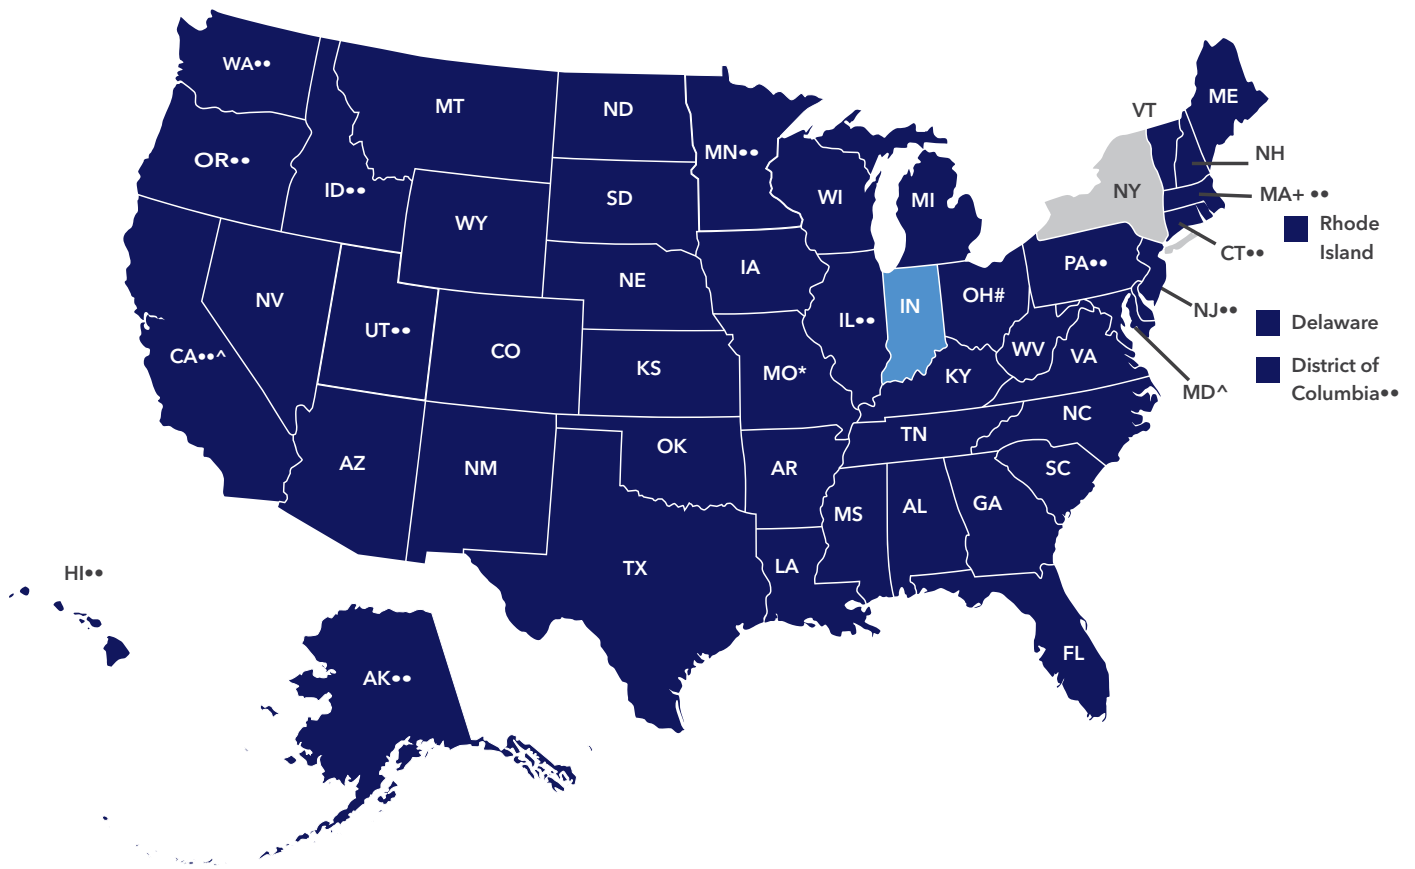 WA••
MT
ND
ME
VT
OR••
MN••
NH
ID••
SD
WI
MI
NY
MA+ ••
WY
Rhode
Island
CT••
NE
IA
PA••
NV
OH#
IN
NJ••
UT••
IL••
Delaware
CA••^
CO
KS
MO*
WV
VA
District of
Columbia••
KY
MD^
NC
TN
AZ
NM
OK
AR
SC
MS
AL
GA
TX
LA
HI••
FL
AK••